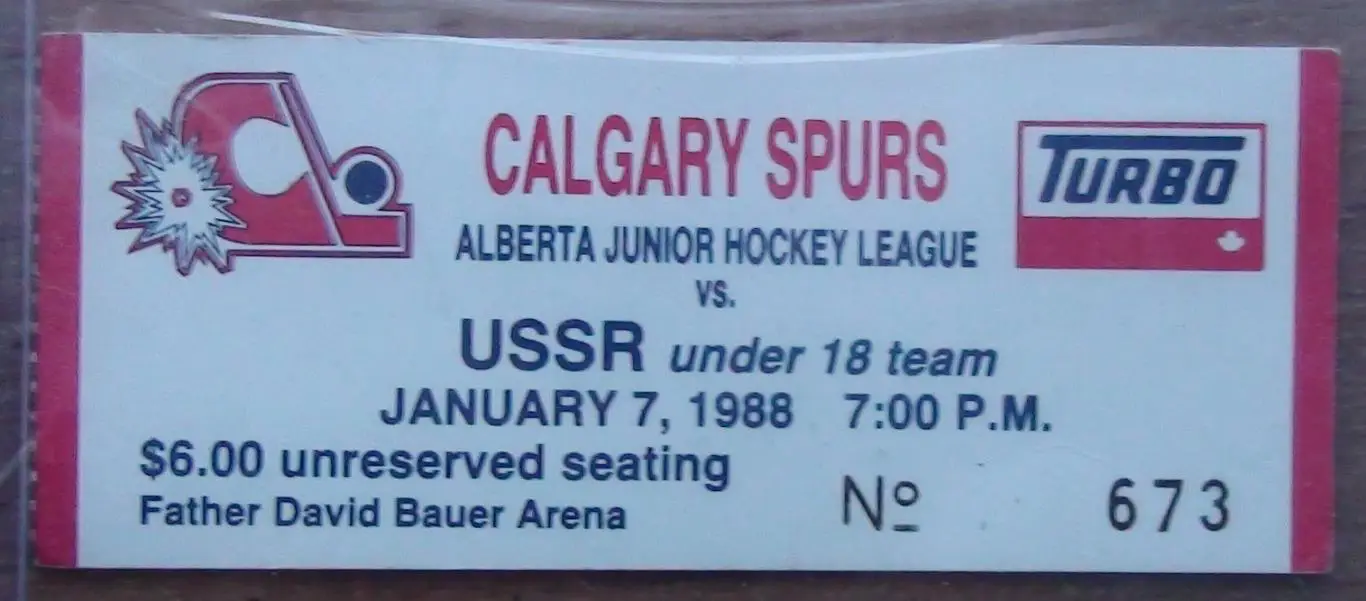 CALGARY SPURS
TURBO
ALBERTA JUNIOR HOCKEY LEAGUE
VS.
USSR under 18 team
JANUARY 7, 1988 7:00 P.M.
$6.00 unreserved seating
Father David Bauer Arena
Nº 673